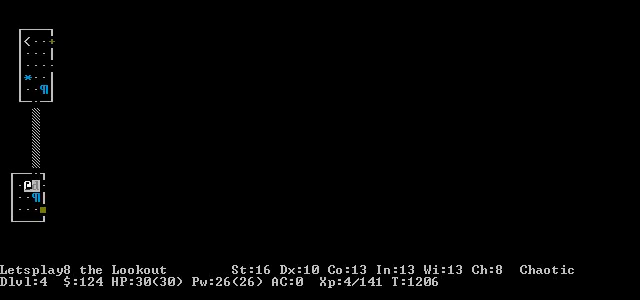 Letsplay8 the Lookout St:16 Dx:10 Co:13 In:13 Wi:13 Ch:8 Chaotic
Dlvl:4 $:124 HP:30(30) Pw:26(26) AC:0 Xp:4/141 T:1206